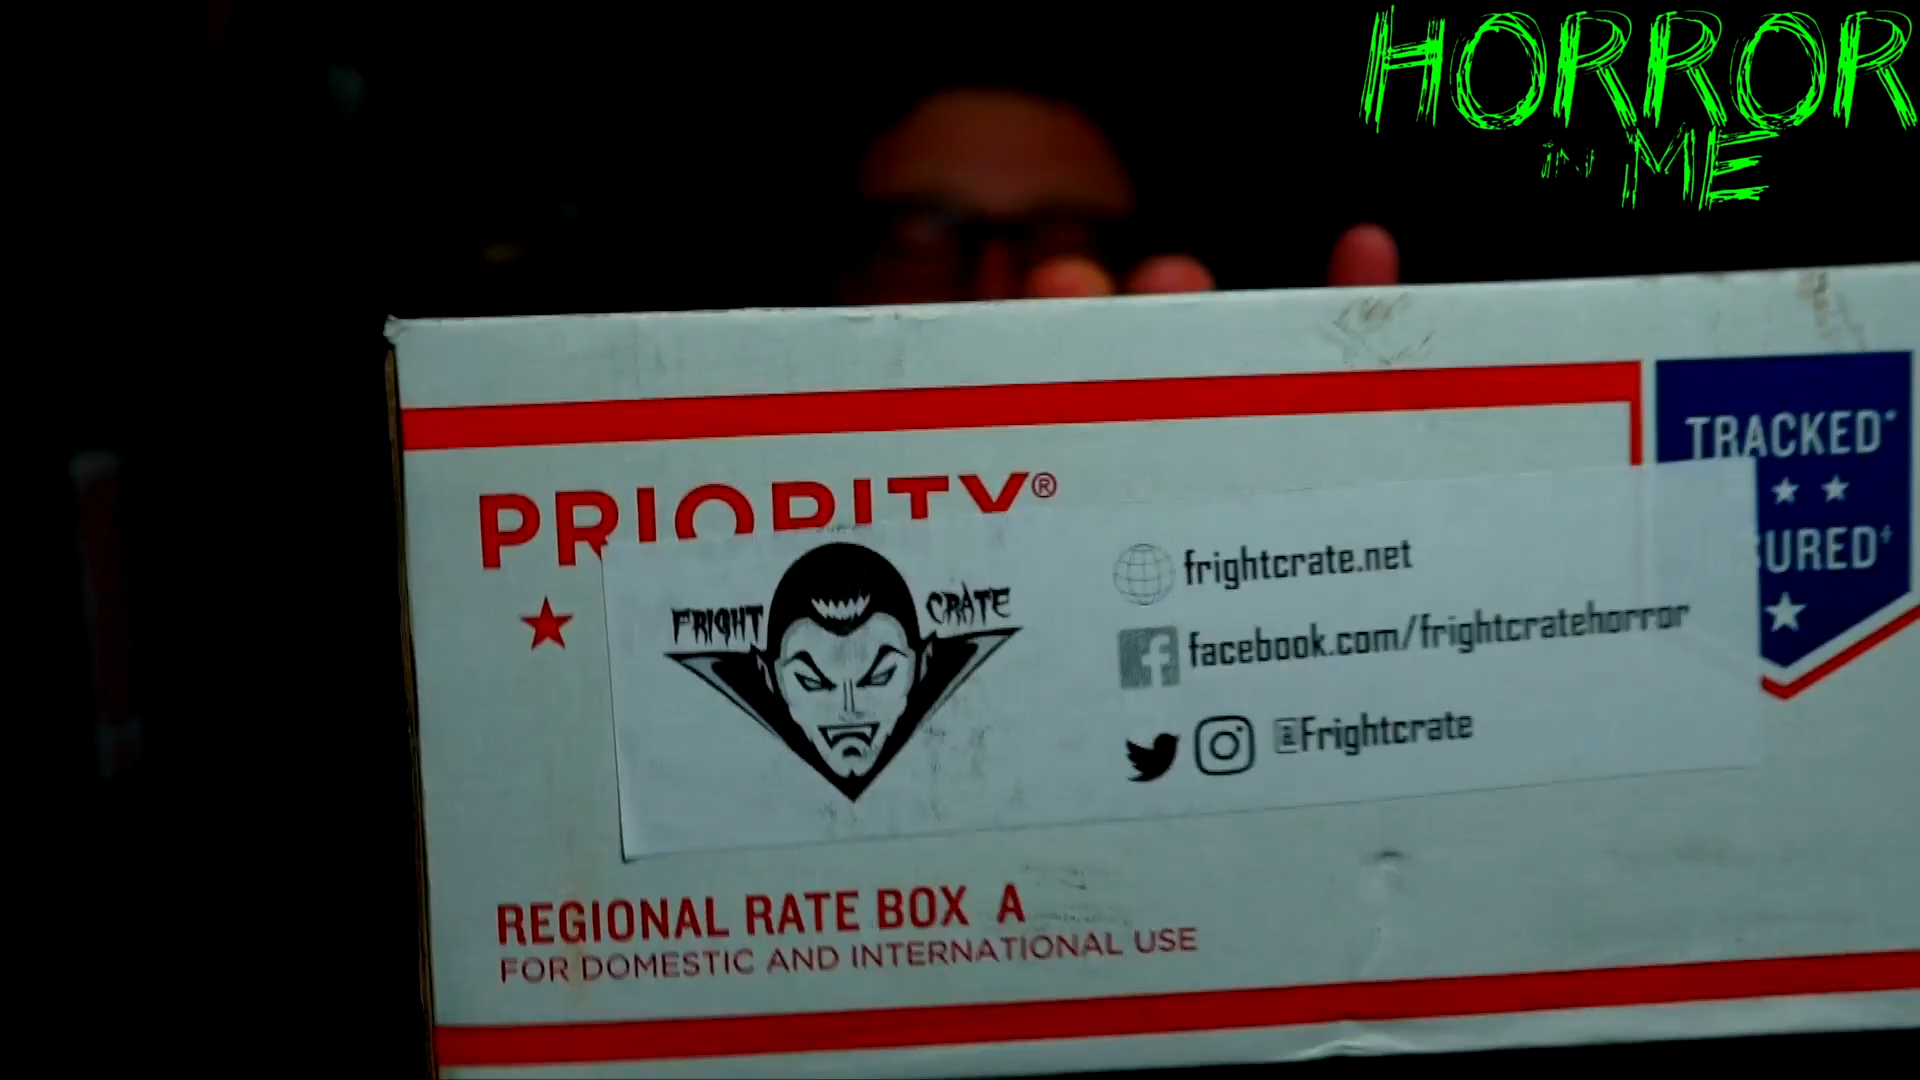 HORROR
in ME
PRIORITY®
TRACKED*
FRIGHT CRATE
frightcrate.net
facebook.com/frightcratehorror
@Frightcrate
REGIONAL RATE BOX A
FOR DOMESTIC AND INTERNATIONAL USE